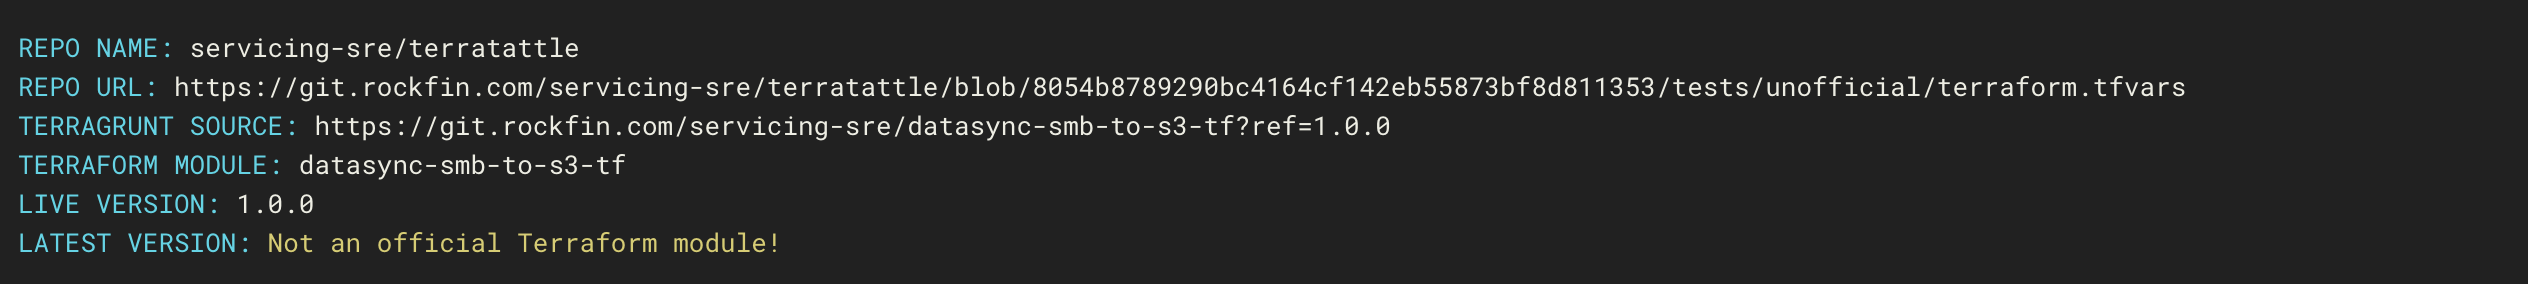 REPO NAME: servicing-sre/terratattle
REPO URL: https://git.rockfin.com/servicing-sre/terratattle/blob/8054b8789290bc4164cf142eb55873bf8d811353/tests/unofficial/terraform.tfvars
TERRAGRUNT SOURCE: https://git.rockfin.com/servicing-sre/datasync-smb-to-s3-tf?ref=1.0.0
TERRAFORM MODULE: datasync-smb-to-s3-tf
LIVE VERSION: 1.0.0
LATEST VERSION: Not an official Terraform module!